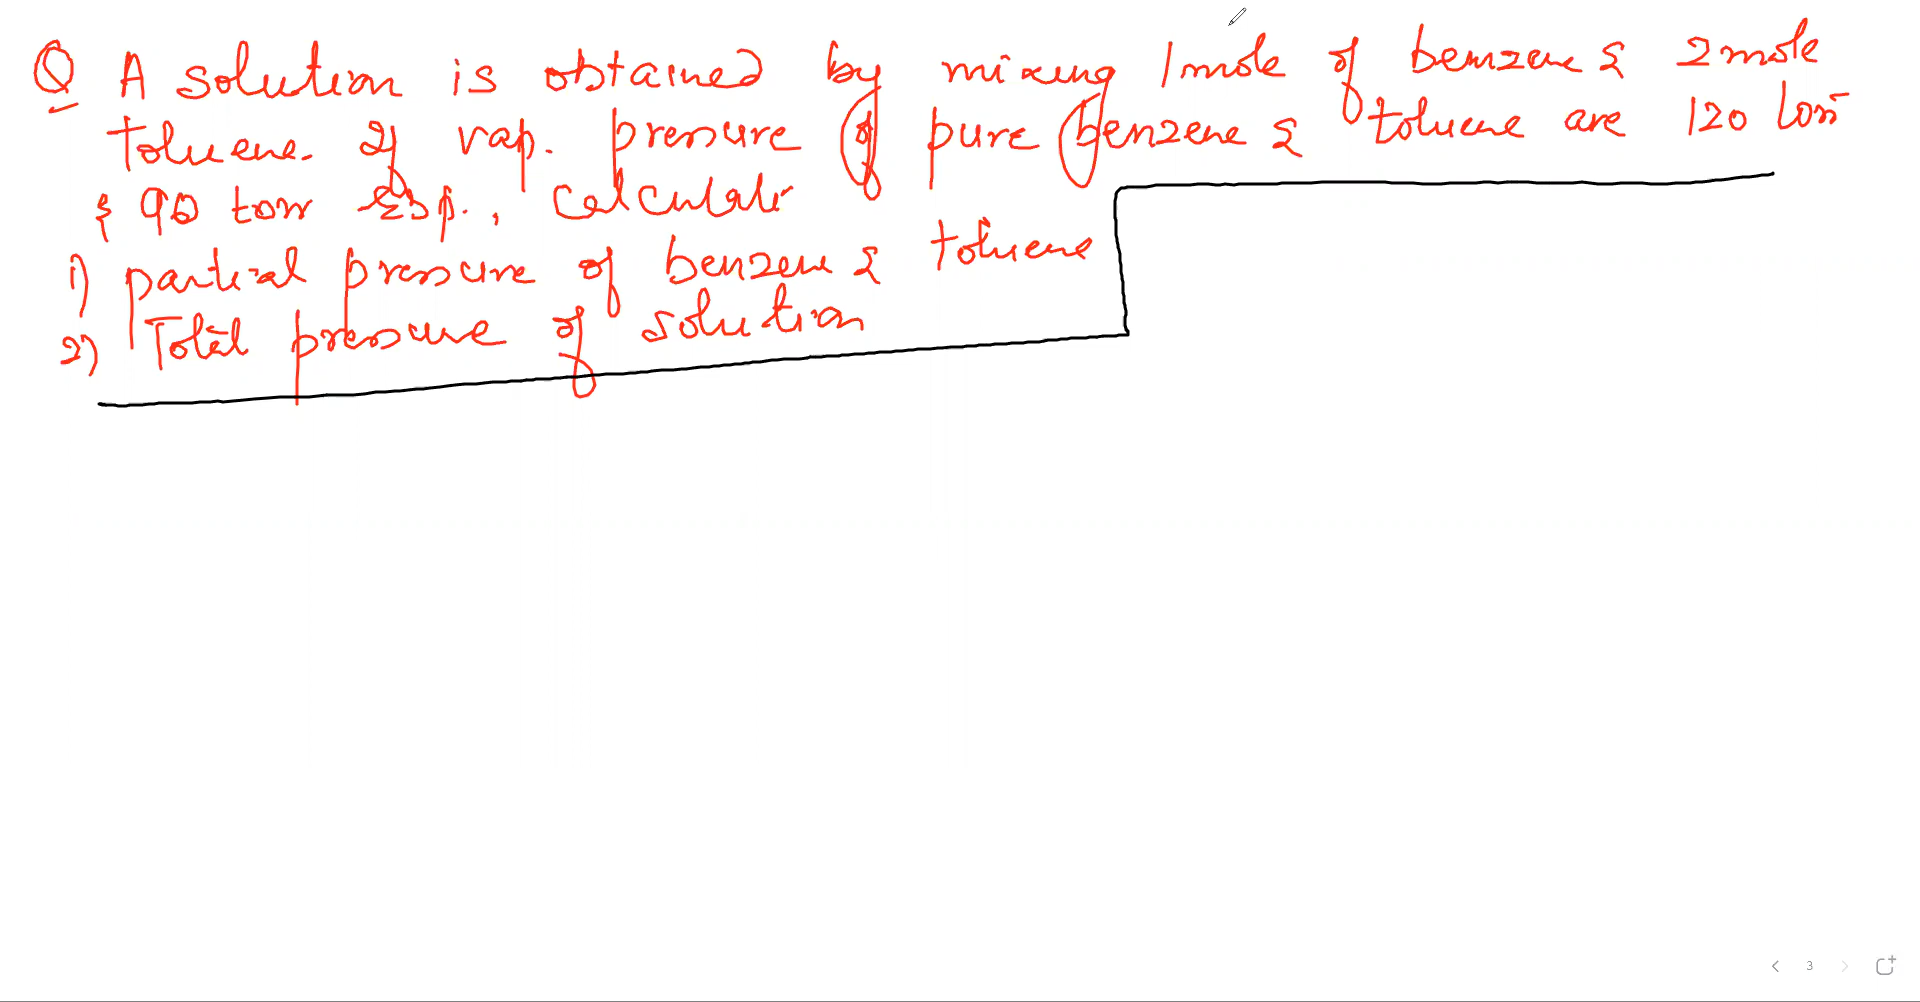 Q A solution is obtained by mixing 1 mole of benzene & 2 mole
toluene. If vap. pressure of pure benzene & toluene are 120 torr
& 90 torr resp., calculate
1) partial pressure of benzene & toluene
2) Total pressure of solution
3